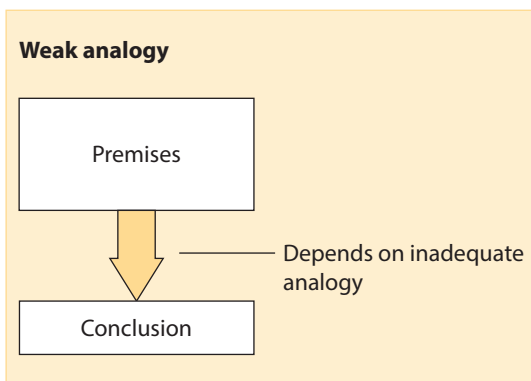 Weak analogy
Premises
Depends on inadequate
analogy
Conclusion